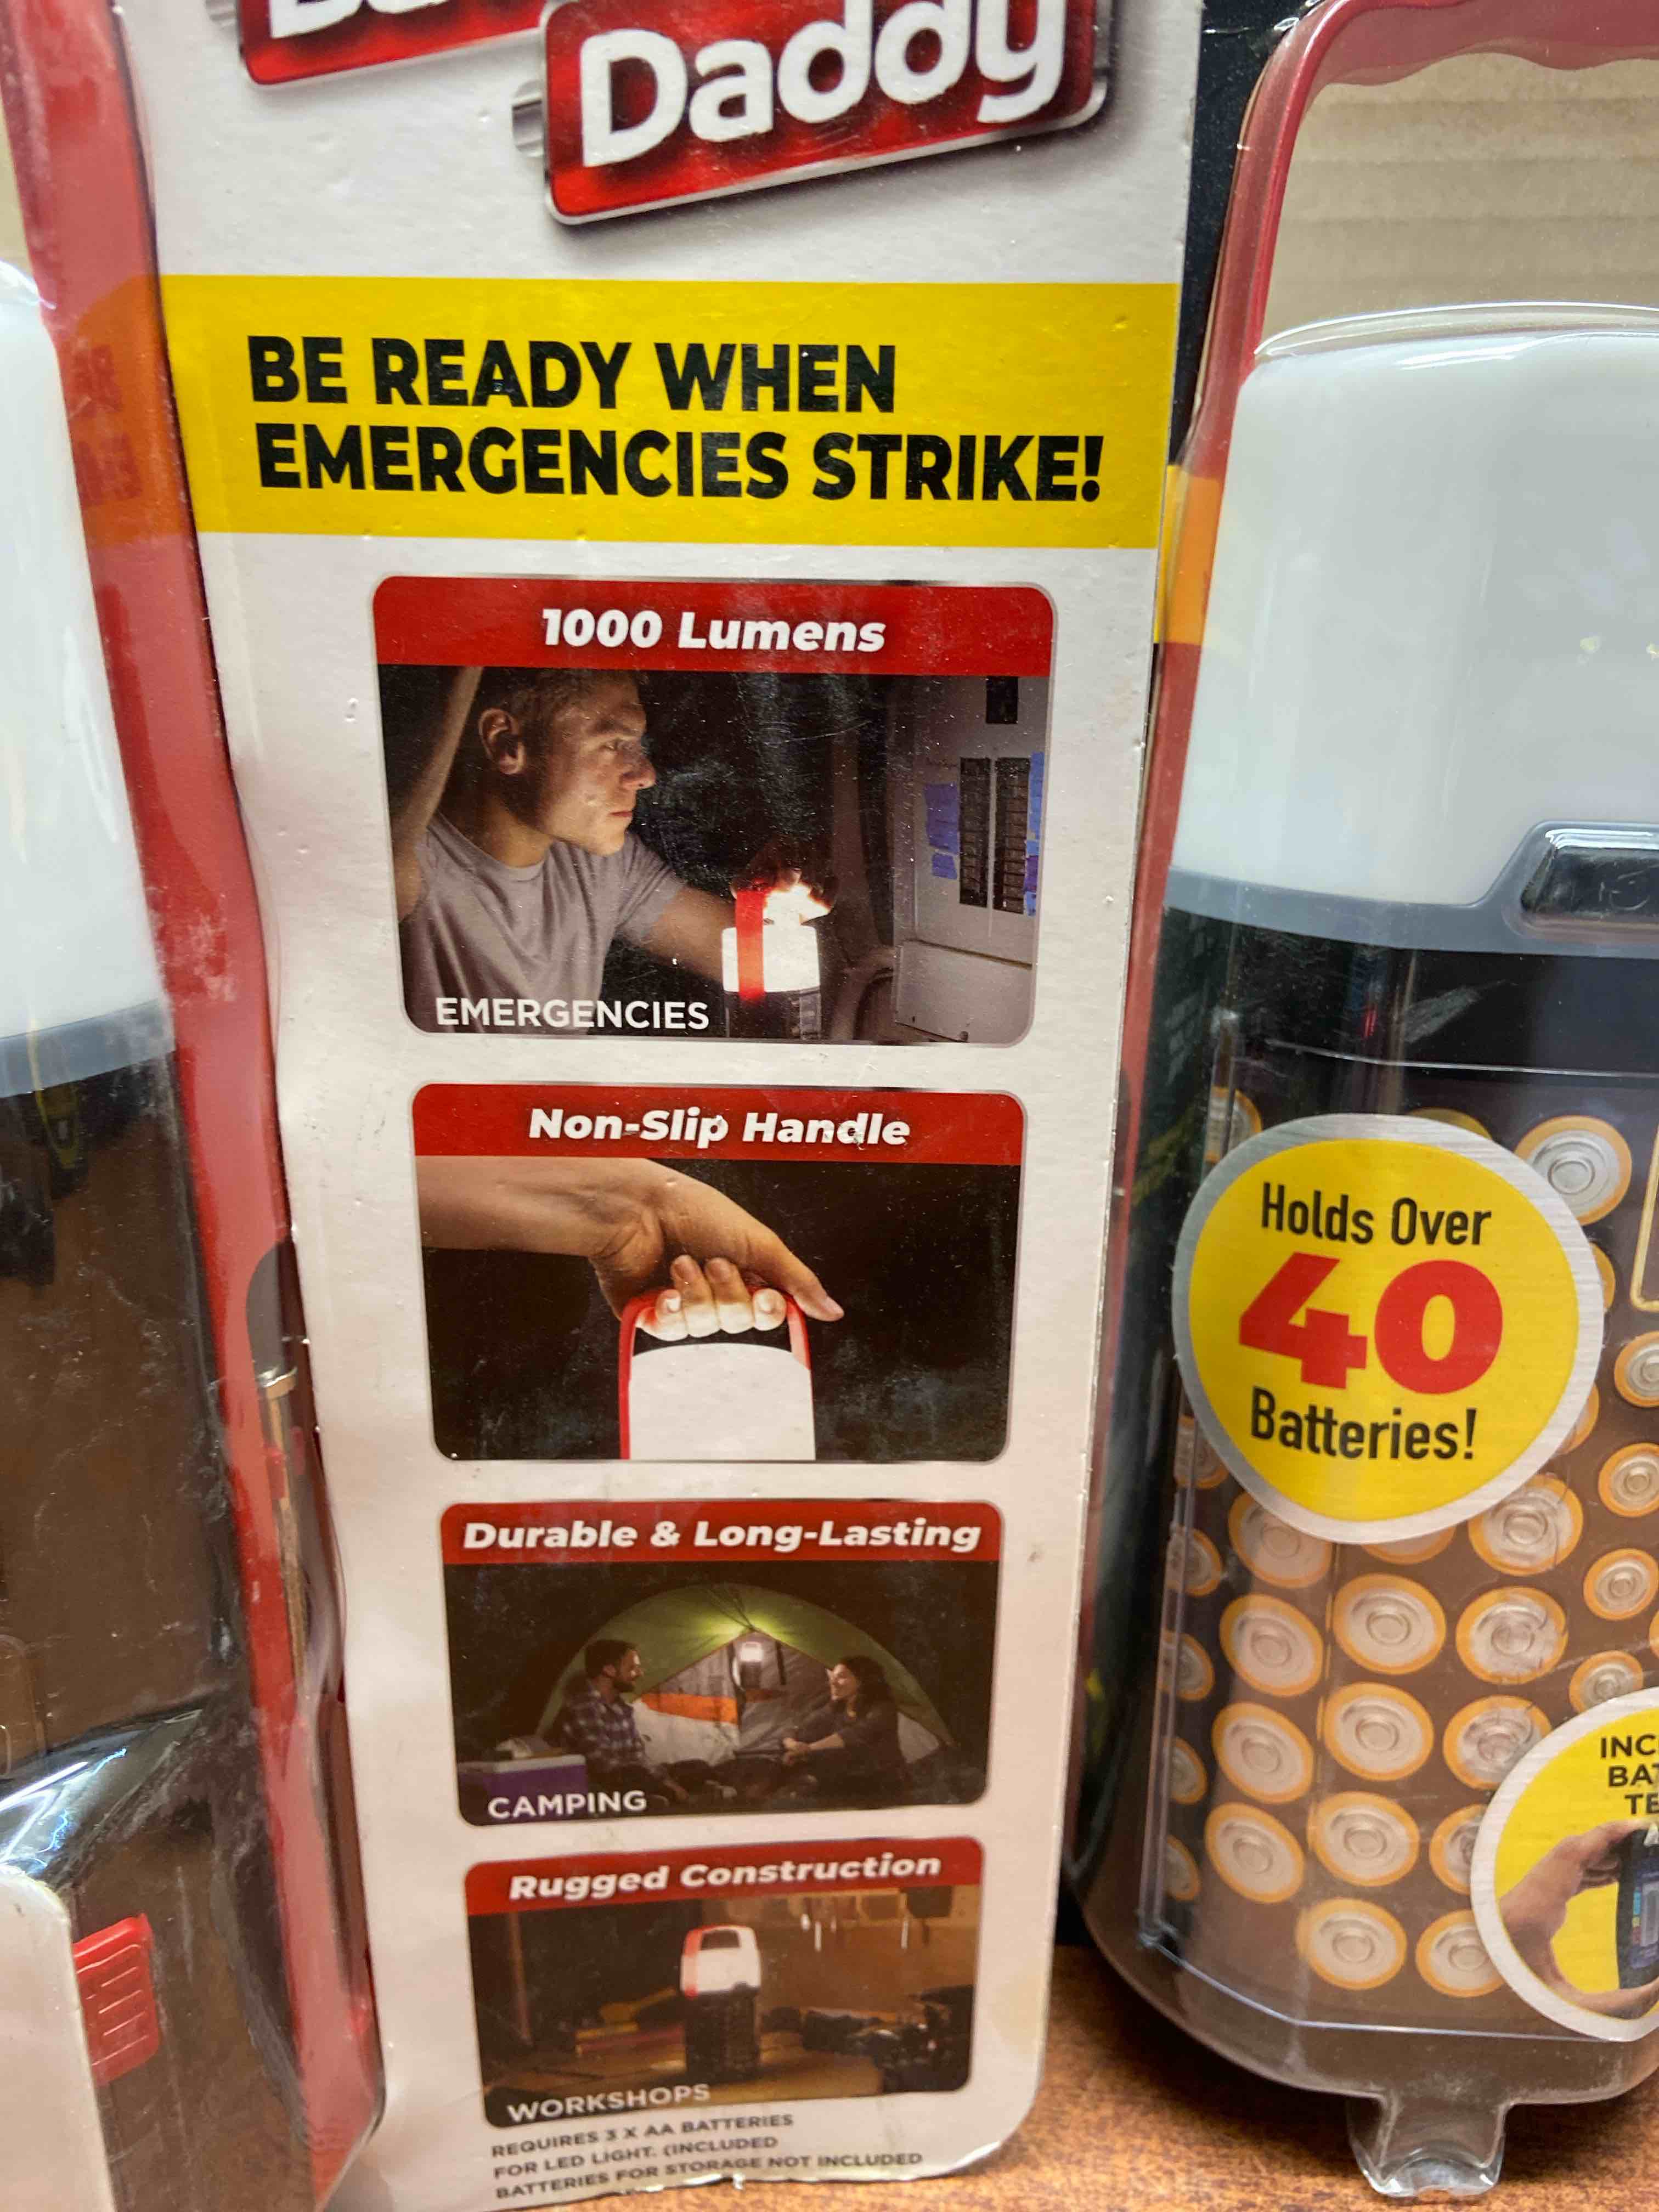 Daddy
BE READY WHEN
EMERGENCIES STRIKE!
1000 Lumens
EMERGENCIES
Non-Slip Handle
Durable & Long-Lasting
CAMPING
Rugged Construction
WORKSHOPS
REQUIRES 3 X AA BATTERIES
FOR LED LIGHT. (INCLUDED
BATTERIES FOR STORAGE NOT INCLUDED
Holds Over
40
Batteries!